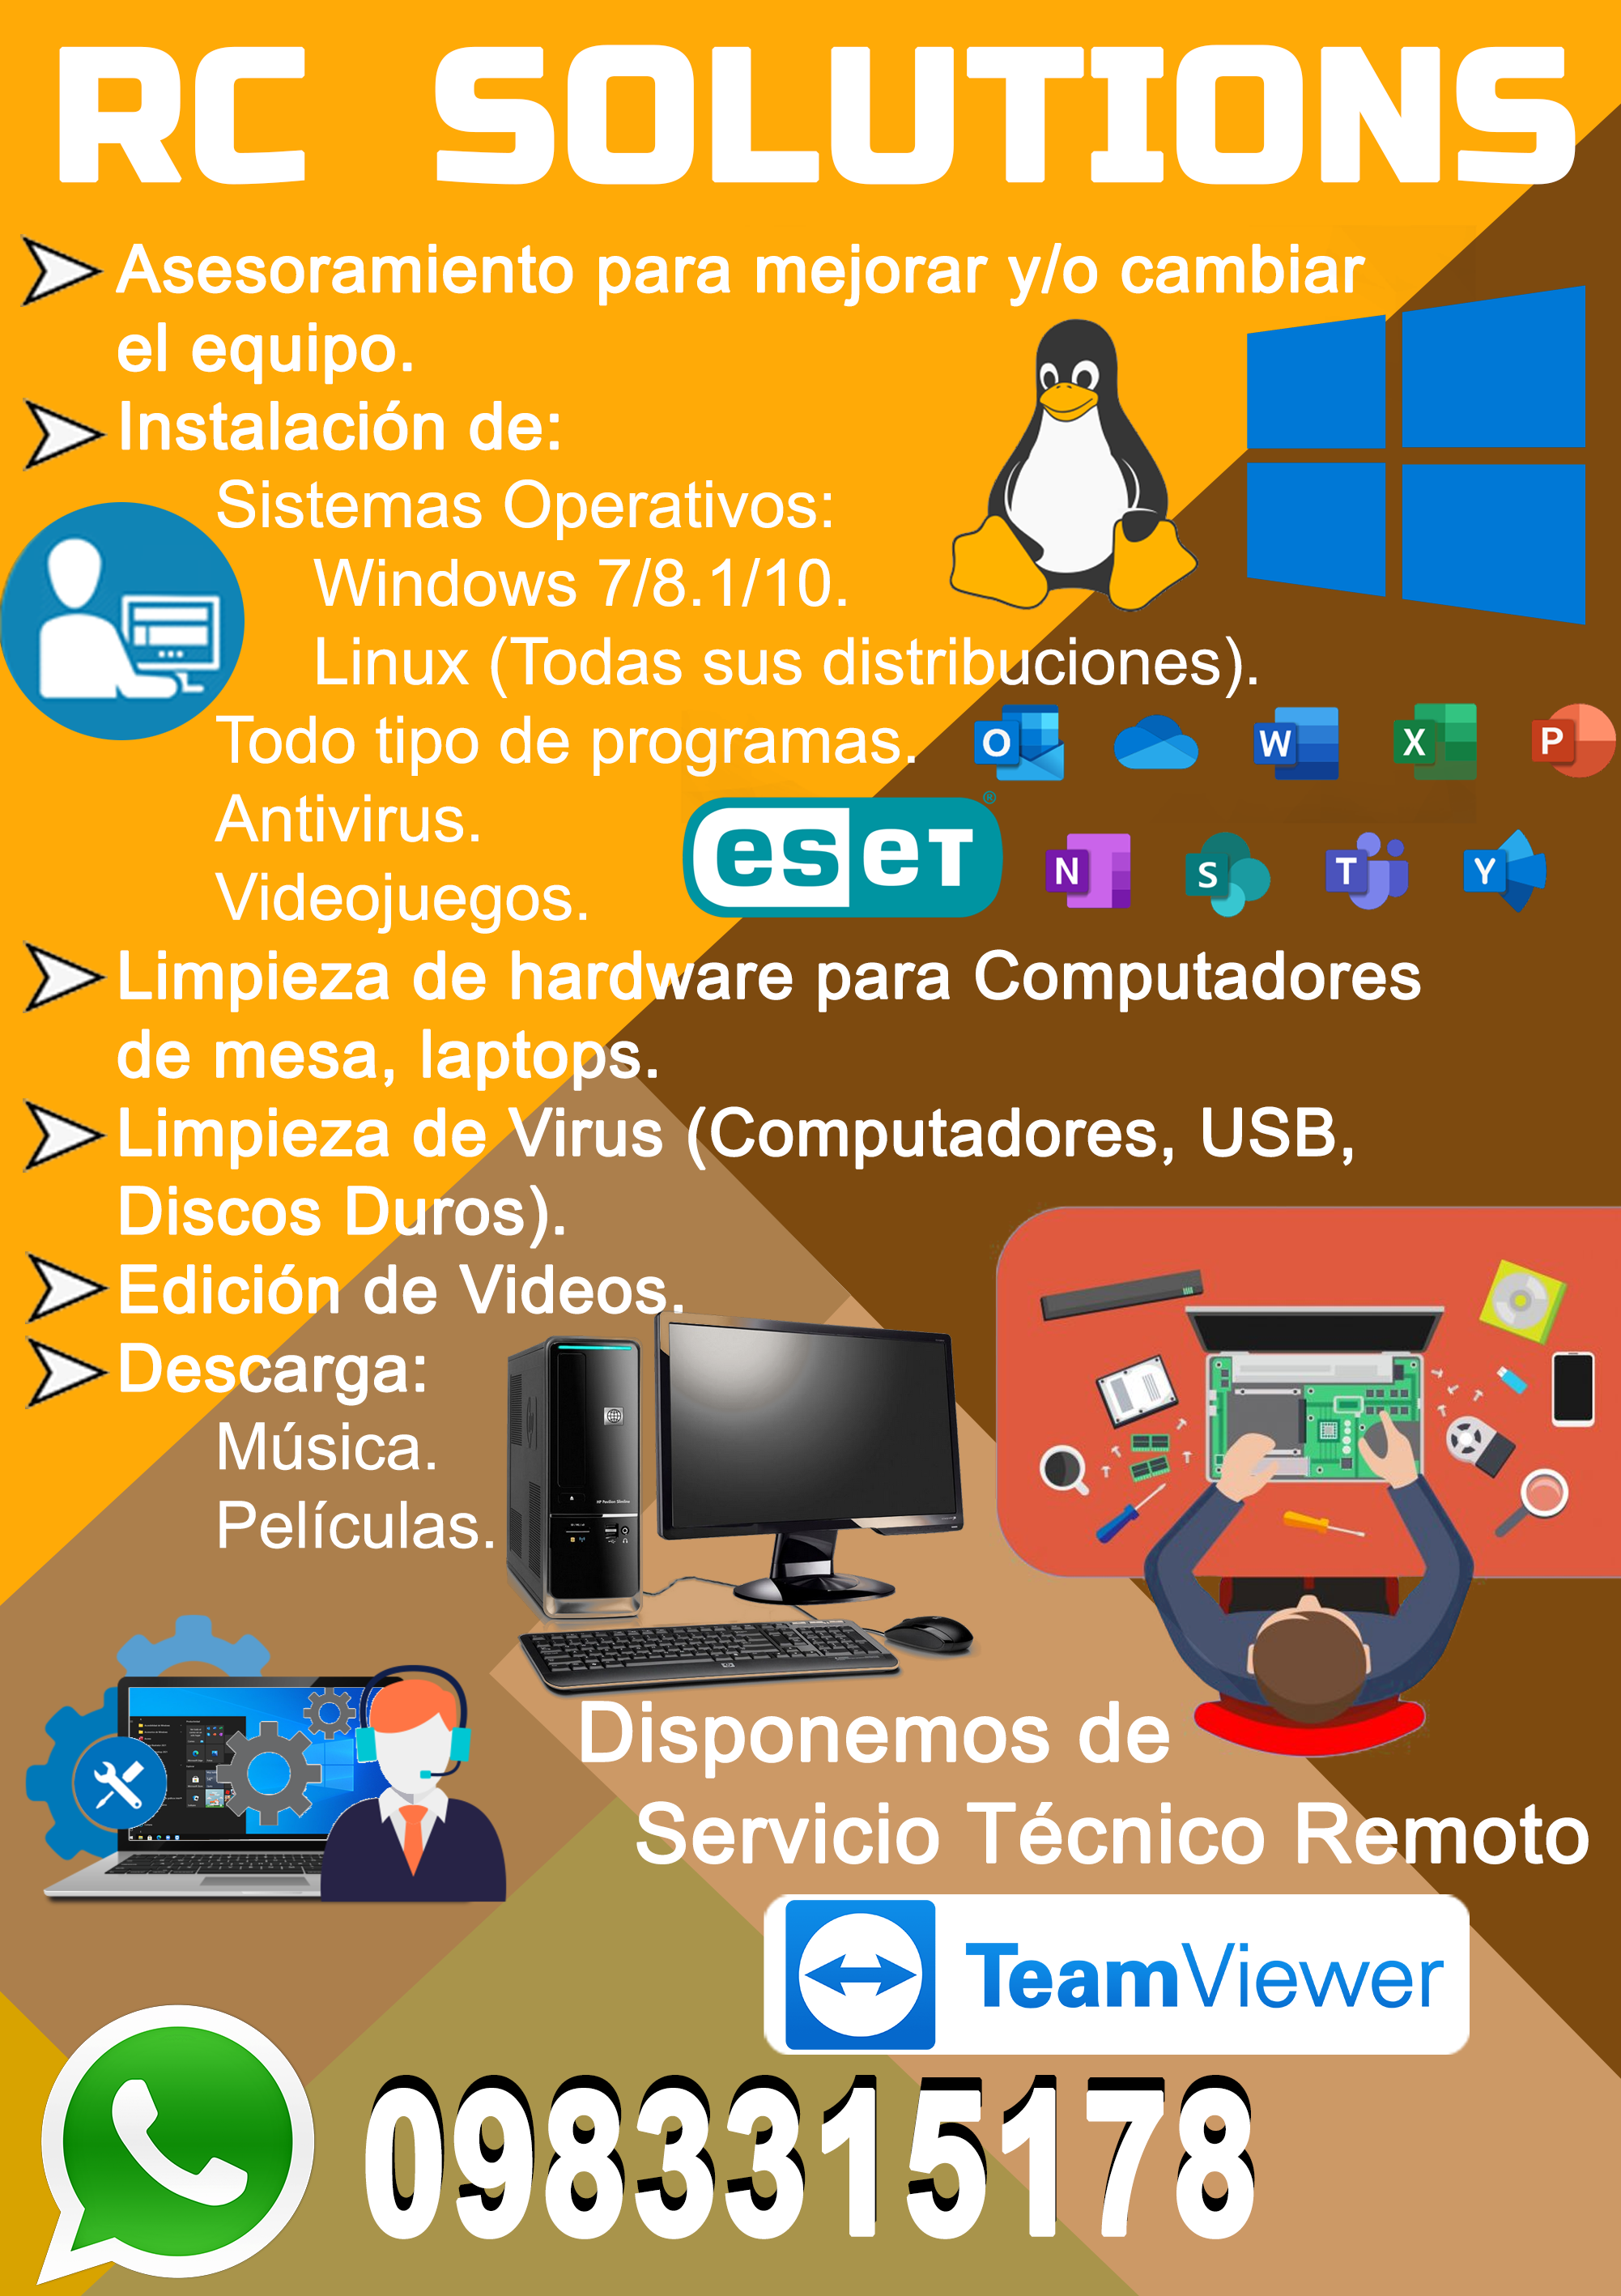 RC SOLUTIONS
Asesoramiento para mejorar y/o cambiar
el equipo.
Instalación de:
Sistemas Operativos:
Windows 7/8.1/10.
Linux (Todas sus distribuciones).
Todo tipo de programas.
O W X P
Antivirus.
eset ®
N S T Y
Videojuegos.
Limpieza de hardware para Computadores
de mesa, laptops.
Limpieza de Virus (Computadores, USB,
Discos Duros).
Edición de Videos.
Descarga:
Música.
Películas.
Disponemos de
Servicio Técnico Remoto
TeamViewer
0983315178